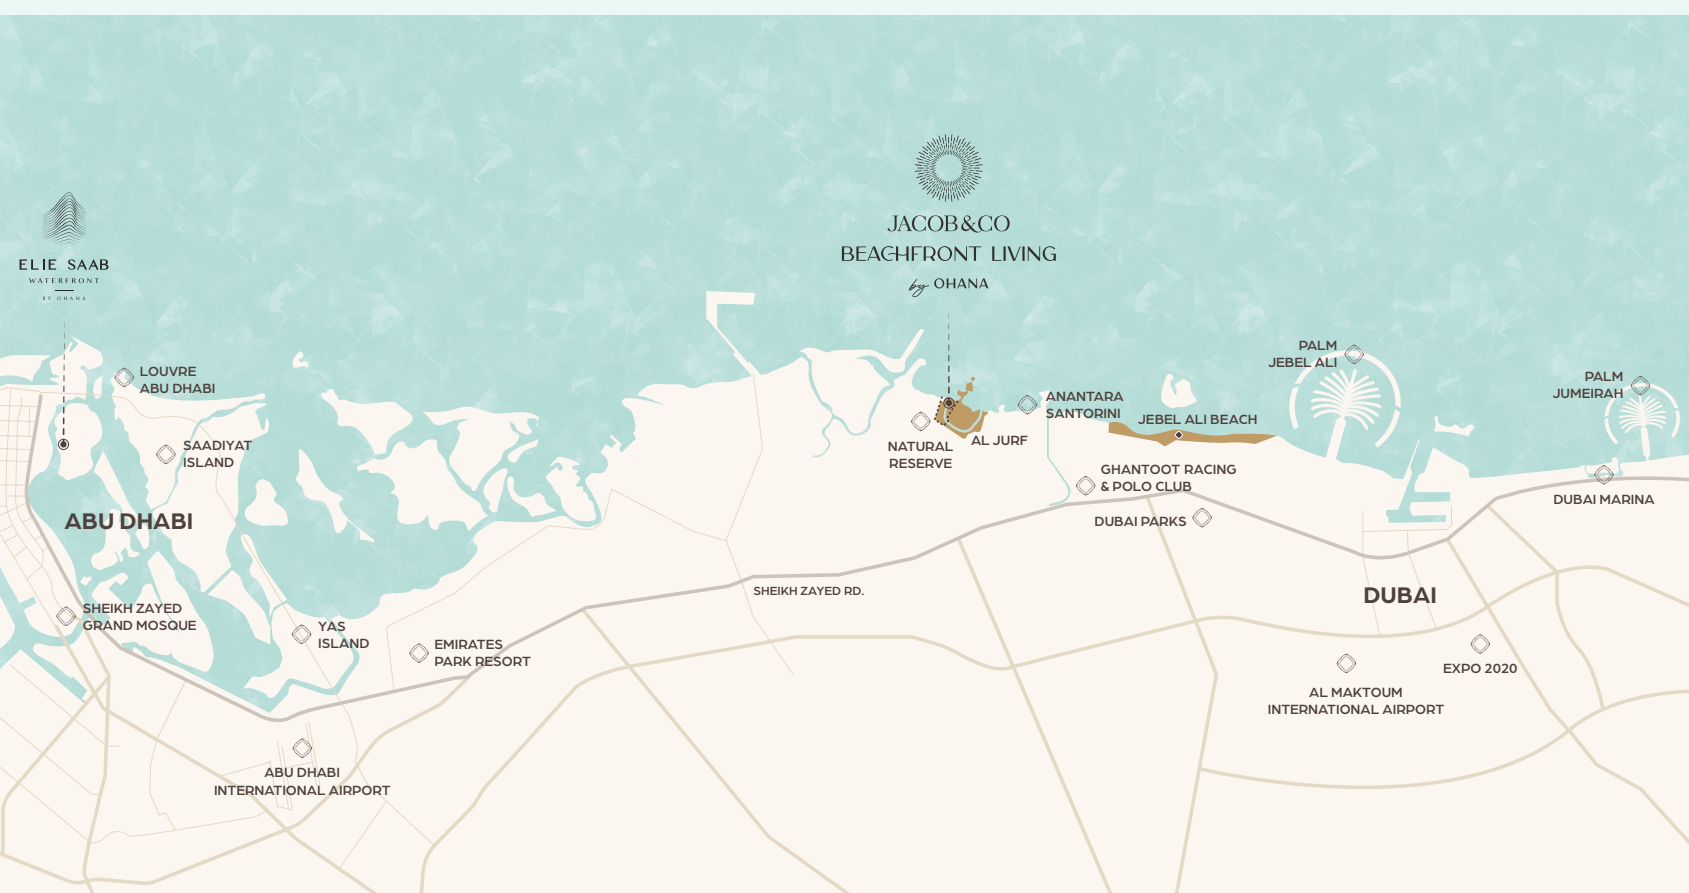 JACOB&CO
BEACHFRONT LIVING
by OHANA
ELIE SAAB
WATERFRONT
BY OHANA
LOUVRE
ABU DHABI
SAADIYAT
ISLAND
ABU DHABI
SHEIKH ZAYED
GRAND MOSQUE
YAS
ISLAND
EMIRATES
PARK RESORT
ABU DHABI
INTERNATIONAL AIRPORT
SHEIKH ZAYED RD.
NATURAL
RESERVE
AL JURF
ANANTARA
SANTORINI
JEBEL ALI BEACH
GHANTOOT RACING
& POLO CLUB
DUBAI PARKS
PALM
JEBEL ALI
PALM
JUMEIRAH
DUBAI MARINA
DUBAI
EXPO 2020
AL MAKTOUM
INTERNATIONAL AIRPORT